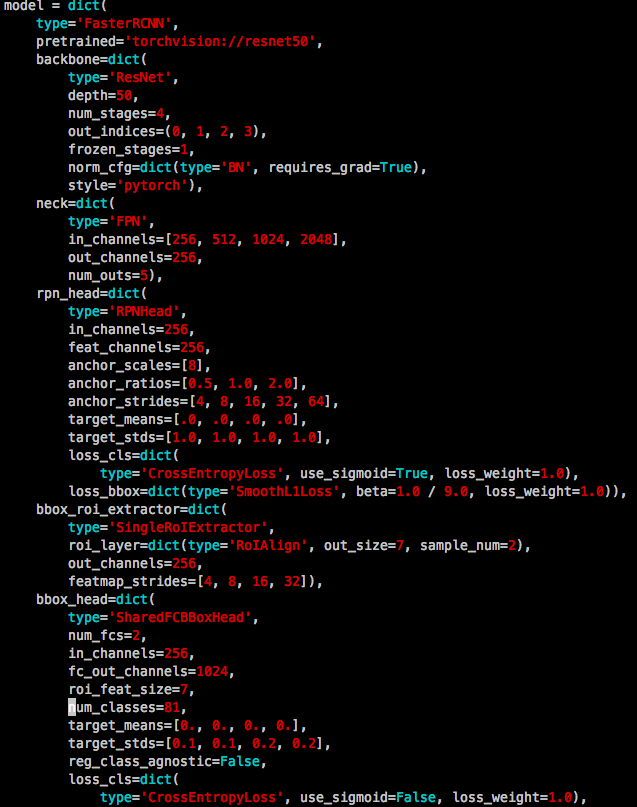 model = dict(
    type='FasterRCNN',
    pretrained='torchvision://resnet50',
    backbone=dict(
        type='ResNet',
        depth=50,
        num_stages=4,
        out_indices=(0, 1, 2, 3),
        frozen_stages=1,
        norm_cfg=dict(type='BN', requires_grad=True),
        style='pytorch'),
    neck=dict(
        type='FPN',
        in_channels=[256, 512, 1024, 2048],
        out_channels=256,
        num_outs=5),
    rpn_head=dict(
        type='RPNHead',
        in_channels=256,
        feat_channels=256,
        anchor_scales=[8],
        anchor_ratios=[0.5, 1.0, 2.0],
        anchor_strides=[4, 8, 16, 32, 64],
        target_means=[.0, .0, .0, .0],
        target_stds=[1.0, 1.0, 1.0, 1.0],
        loss_cls=dict(
            type='CrossEntropyLoss', use_sigmoid=True, loss_weight=1.0),
        loss_bbox=dict(type='SmoothL1Loss', beta=1.0 / 9.0, loss_weight=1.0)),
    bbox_roi_extractor=dict(
        type='SingleRoIExtractor',
        roi_layer=dict(type='RoIAlign', out_size=7, sample_num=2),
        out_channels=256,
        featmap_strides=[4, 8, 16, 32]),
    bbox_head=dict(
        type='SharedFCBBoxHead',
        num_fcs=2,
        in_channels=256,
        fc_out_channels=1024,
        roi_feat_size=7,
        num_classes=81,
        target_means=[0., 0., 0., 0.],
        target_stds=[0.1, 0.1, 0.2, 0.2],
        reg_class_agnostic=False,
        loss_cls=dict(
            type='CrossEntropyLoss', use_sigmoid=False, loss_weight=1.0),